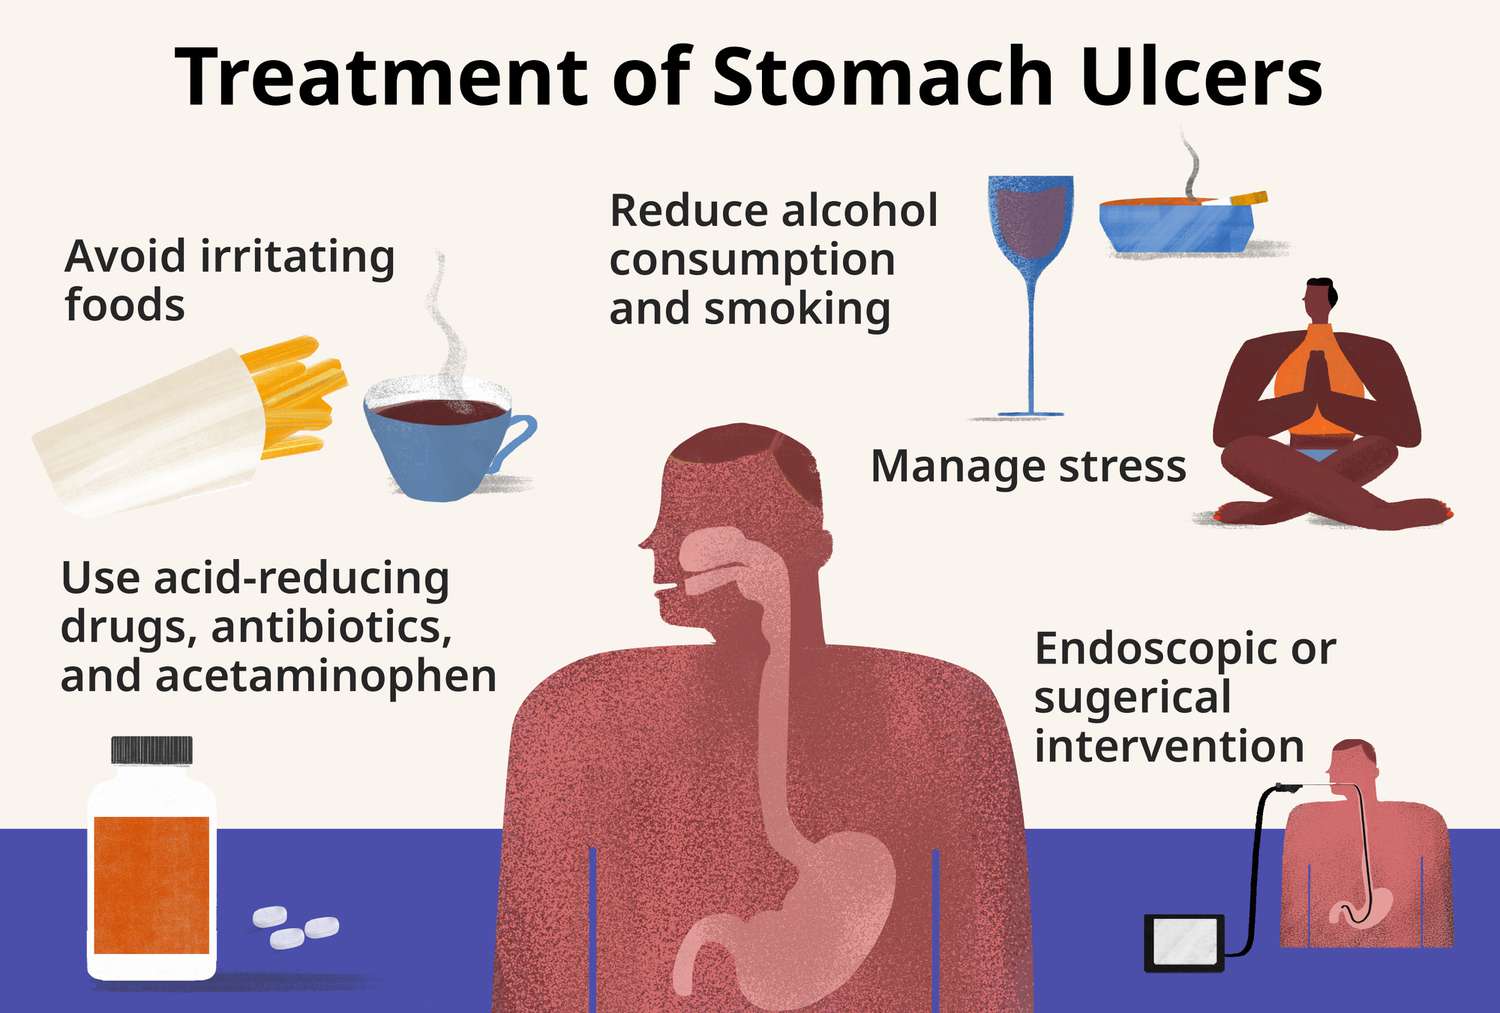 Treatment of Stomach Ulcers
Avoid irritating
foods
Reduce alcohol
consumption
and smoking
Manage stress
Use acid-reducing
drugs, antibiotics,
and acetaminophen
Endoscopic or
sugerical
intervention